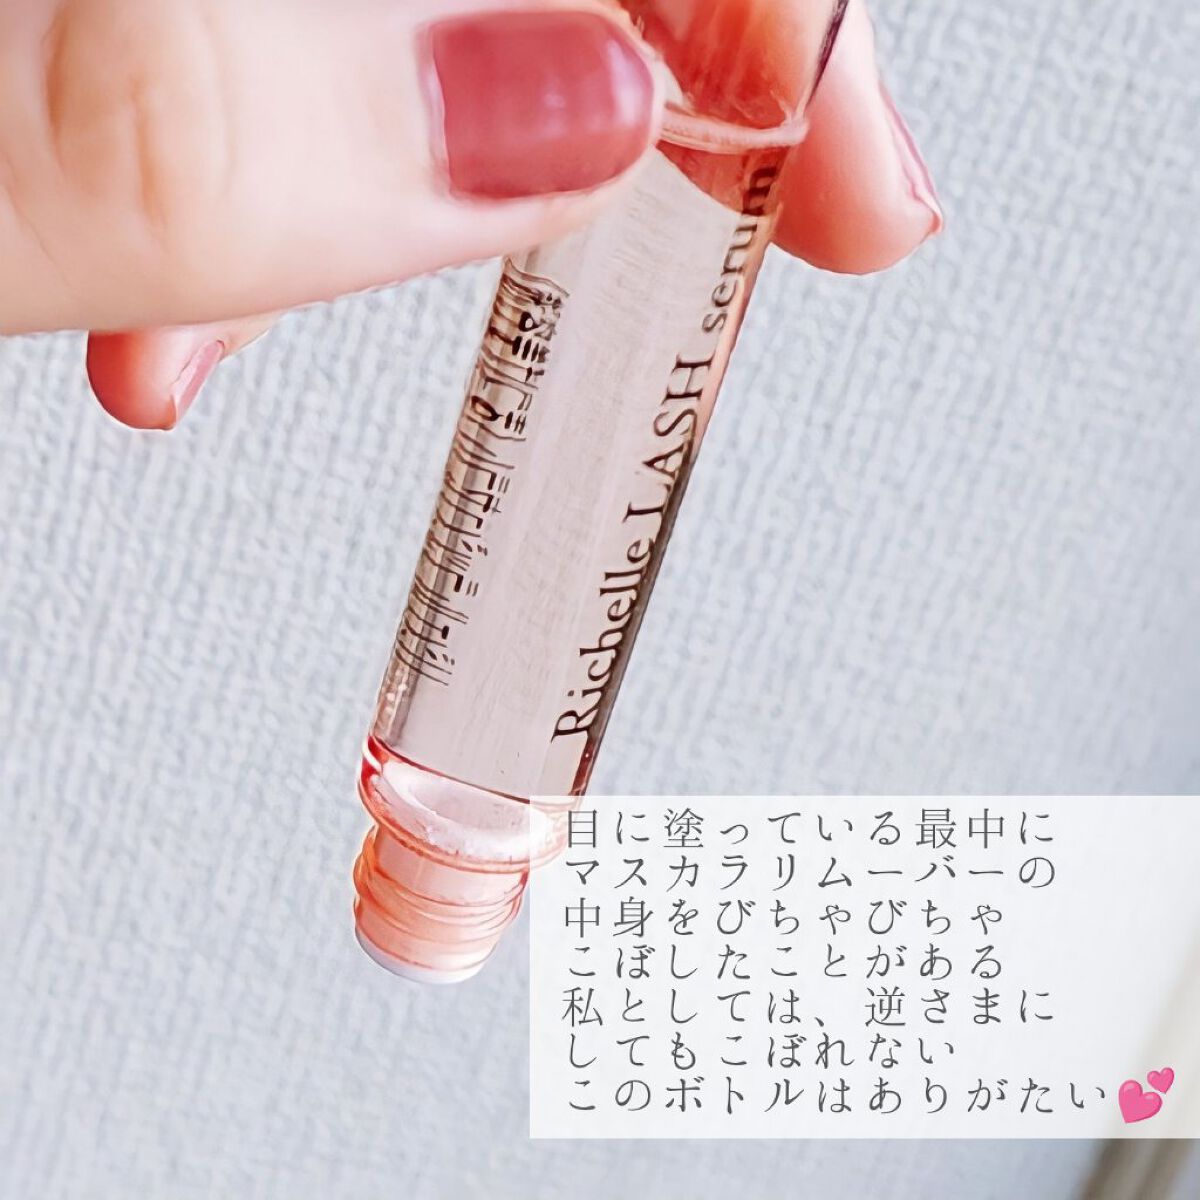 Richelle LASH serum
目に塗っている最中に
マスカラリムーバーの
中身をびちゃびちゃ
こぼしたことがある
私としては、逆さまに
してもこぼれない
このボトルはありがたい💕